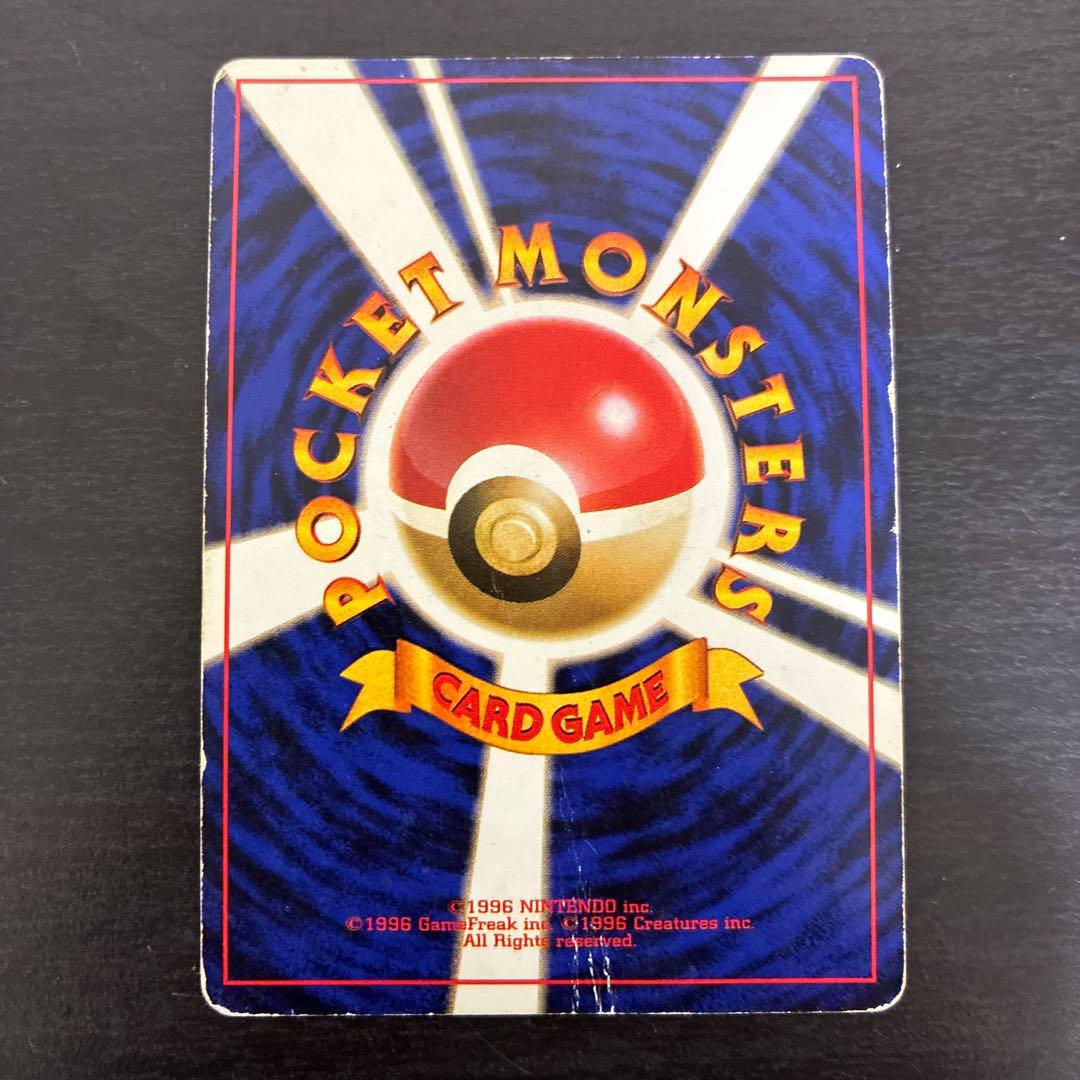 POCKET MONSTERS
CARD GAME
©1996 NINTENDO inc.
©1996 GameFreak inc. ©1996 Creatures inc.
All Rights reserved.